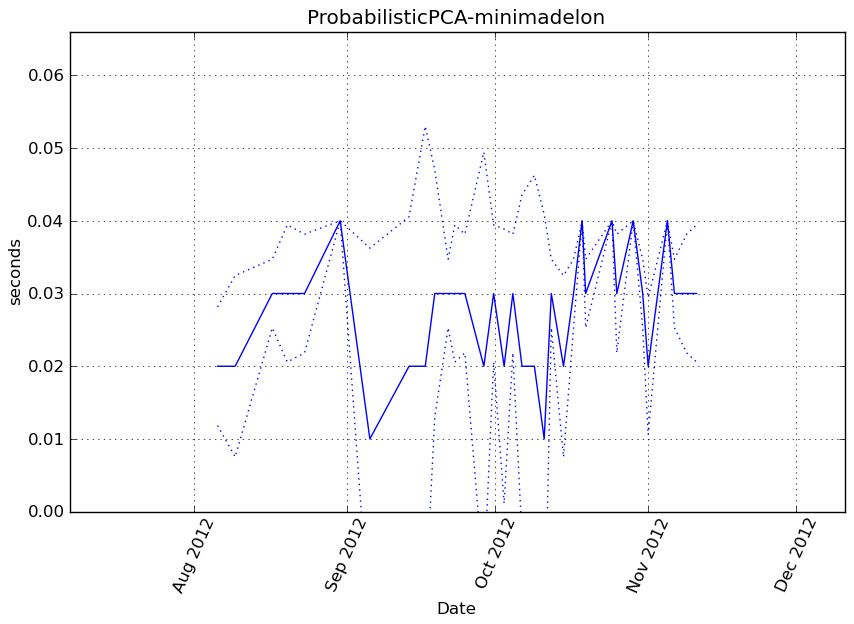 ProbabilisticPCA-minimadelon
0.06
0.05
0.04
0.03
0.02
0.01
0.00
seconds
Aug 2012
Sep 2012
Oct 2012
Nov 2012
Dec 2012
Date